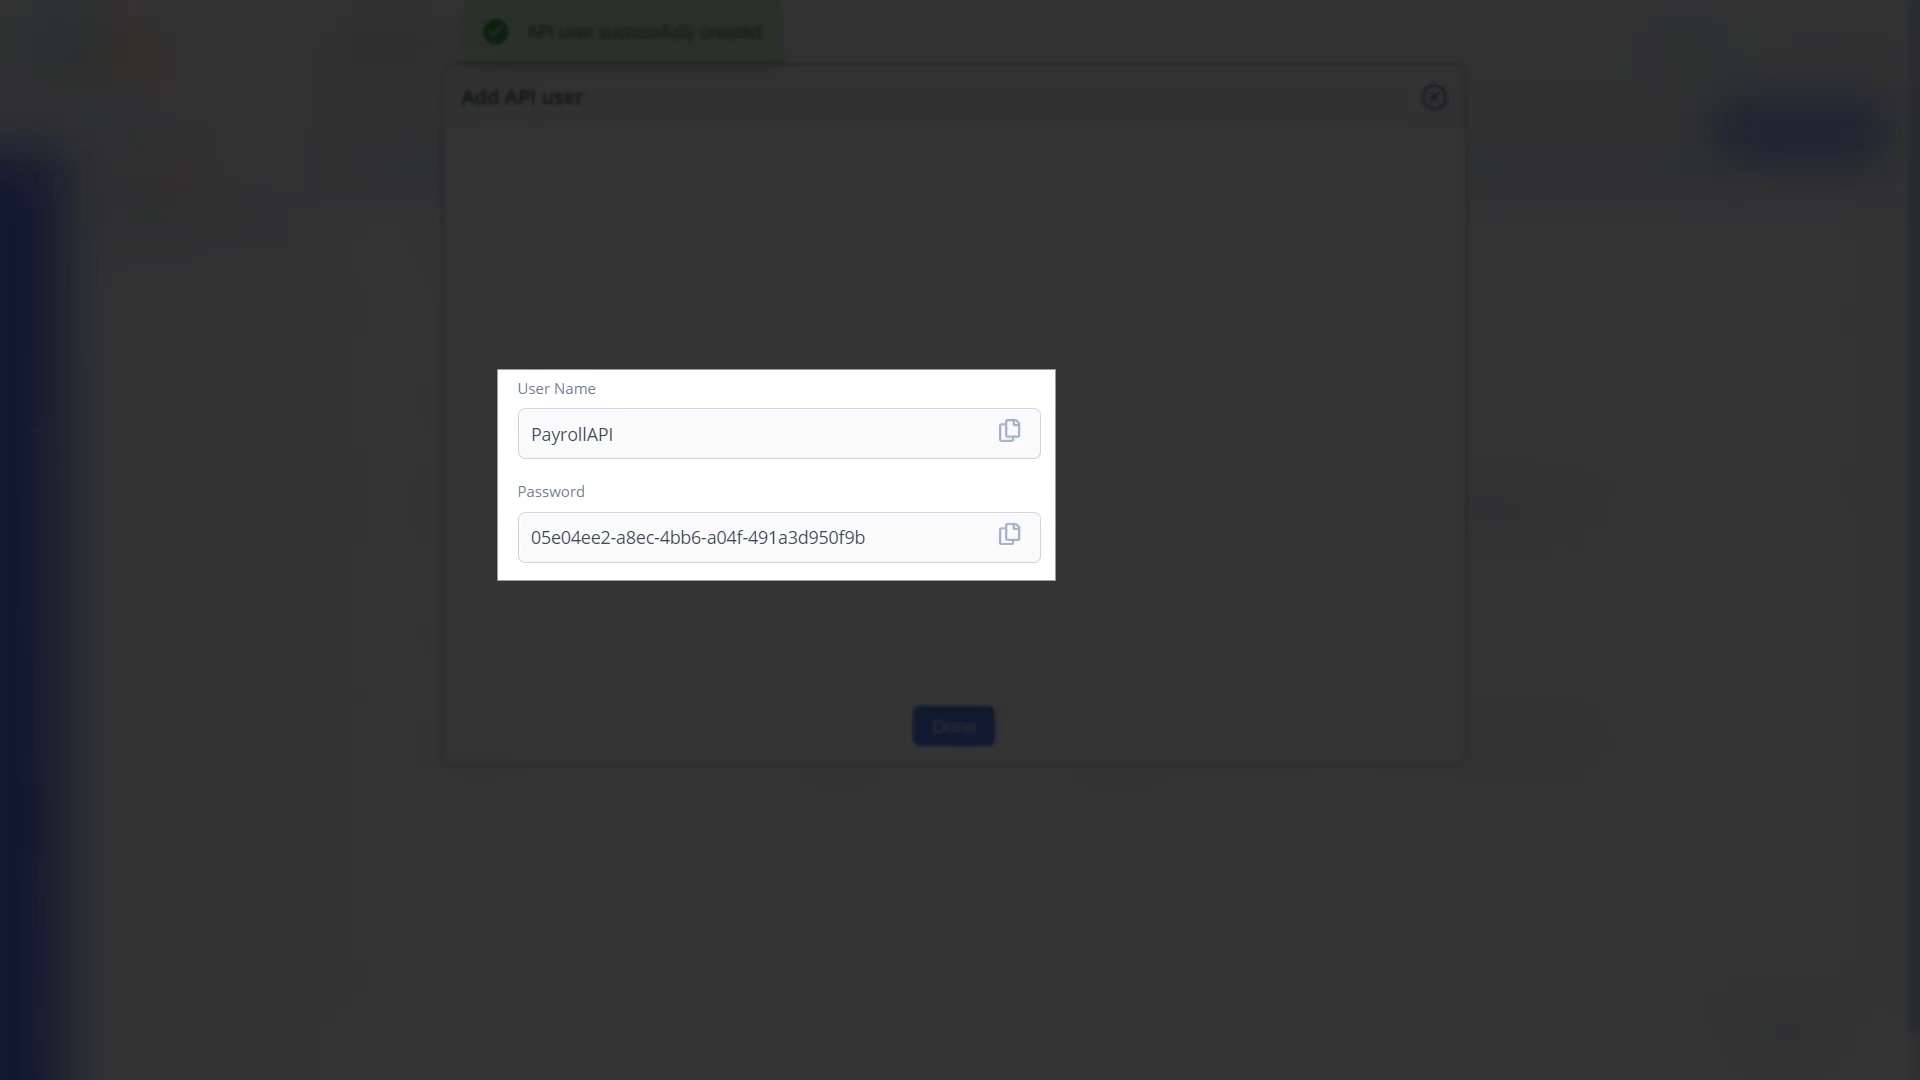 API user successfully created
Add API user
User Name
PayrollAPI
Password
05e04ee2-a8ec-4bb6-a04f-491a3d950f9b
Done